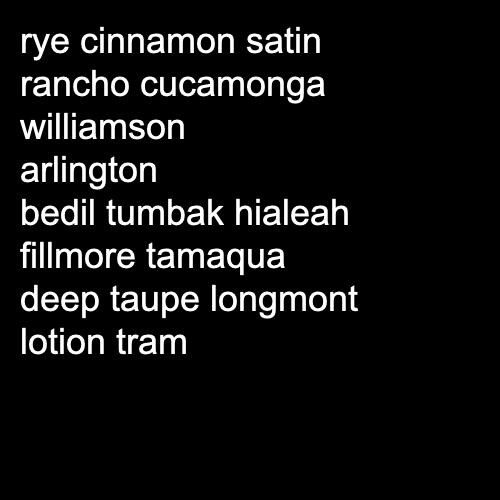 rye cinnamon satin
rancho cucamonga
williamson
arlington
bedil tumbak hialeah
fillmore tamaqua
deep taupe longmont
lotion tram